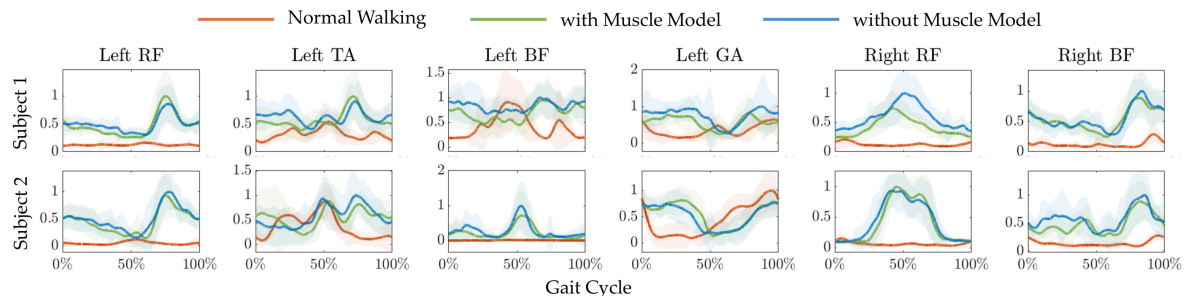 Normal Walking with Muscle Model without Muscle Model
Left RF Left TA Left BF Left GA Right RF Right BF
Subject 1
1 0.5 0
1 0.5 0
1.5 1 0.5 0
2 1 0
1 0.5 0
1 0.5 0
Subject 2
1 0.5 0
1.5 1 0.5 0
2 1 0
1 0.5 0
1 0.5 0
1 0.5 0
0% 50% 100% 0% 50% 100% 0% 50% 100% 0% 50% 100% 0% 50% 100% 0% 50% 100%
Gait Cycle